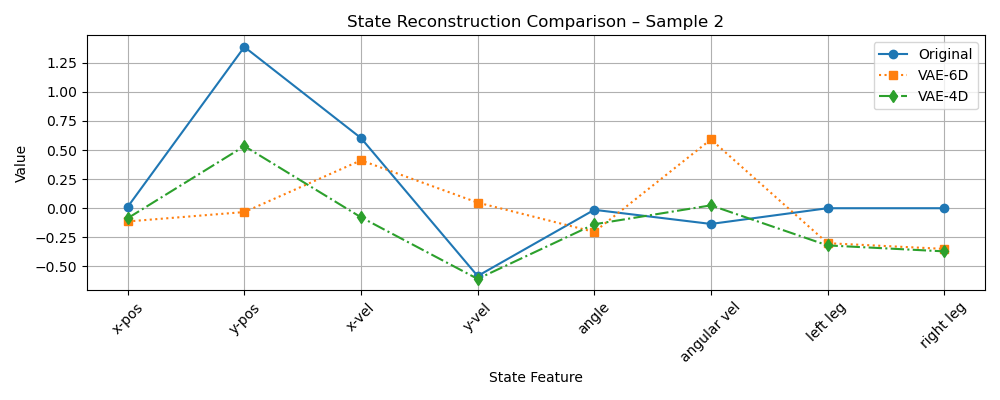 State Reconstruction Comparison – Sample 2
Original
VAE-6D
VAE-4D
Value
1.25
1.00
0.75
0.50
0.25
0.00
−0.25
−0.50
x-pos
y-pos
x-vel
y-vel
angle
angular vel
left leg
right leg
State Feature